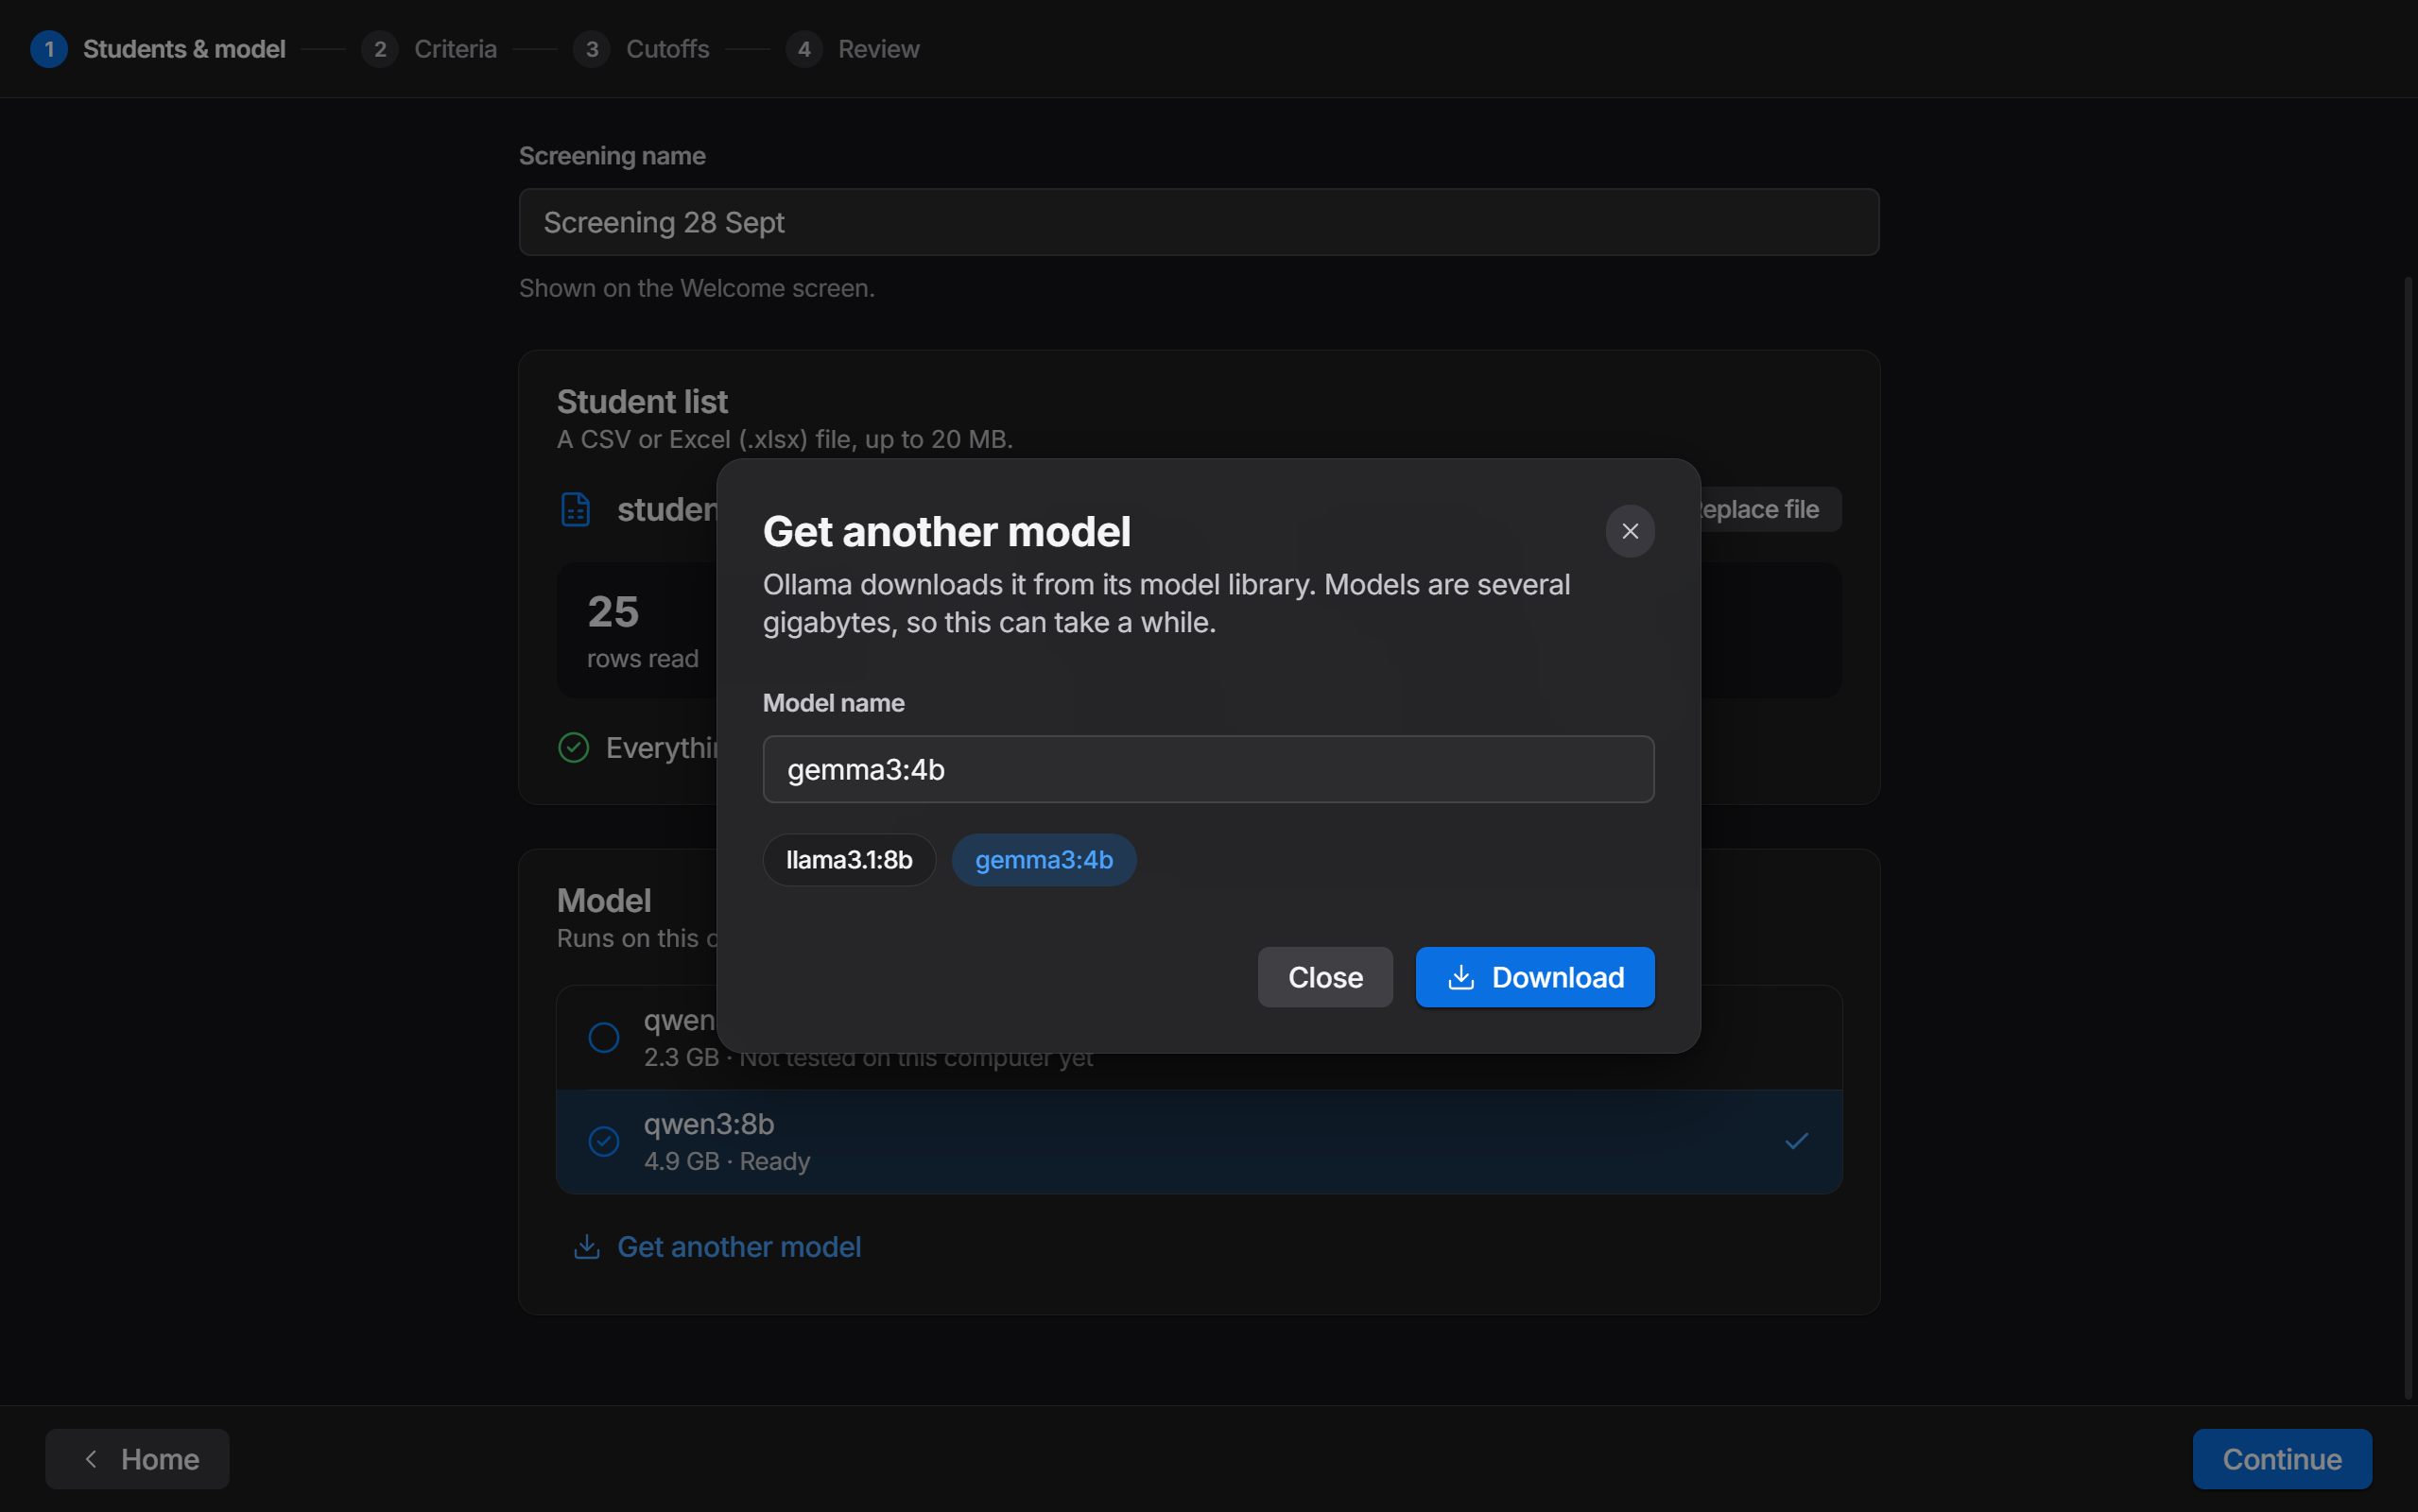 1 Students & model 2 Criteria 3 Cutoffs 4 Review
Screening name
Screening 28 Sept
Shown on the Welcome screen.
Student list
A CSV or Excel (.xlsx) file, up to 20 MB.
Replace file
25
rows read
Get another model
Ollama downloads it from its model library. Models are several
gigabytes, so this can take a while.
Model name
gemma3:4b
llama3.1:8b gemma3:4b
Close Download
Model
Runs on this
2.3 GB · Not tested on this computer yet
qwen3:8b
4.9 GB · Ready
Get another model
Home Continue